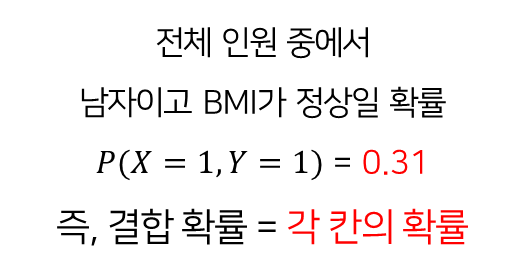 전체 인원 중에서
남자이고 BMI가 정상일 확률
P(X = 1, Y = 1) = 0.31
즉, 결합 확률 = 각 칸의 확률